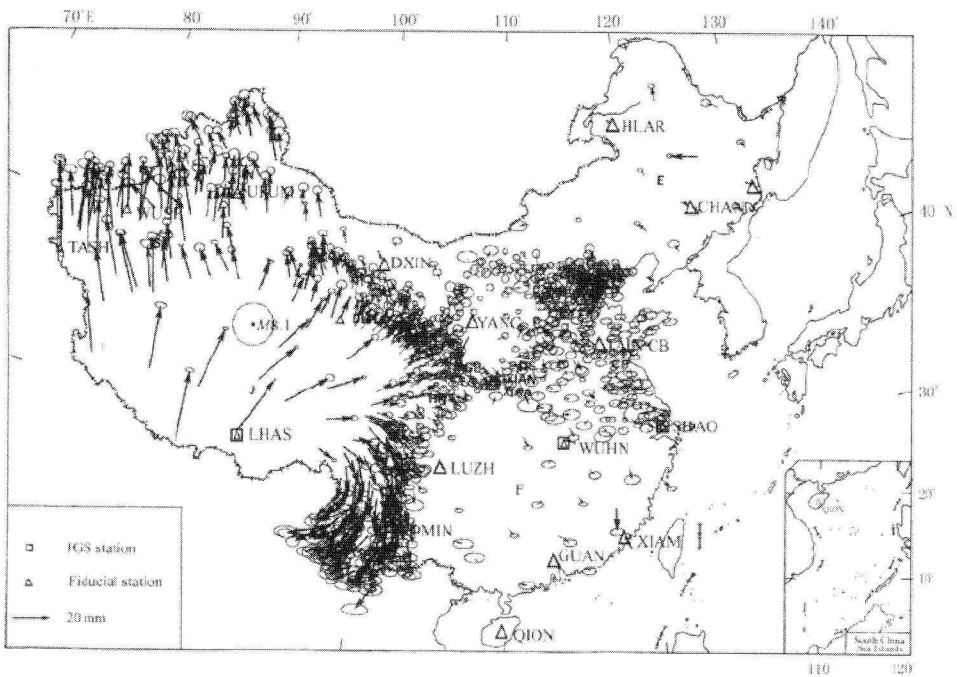 70° E 80° 90° 100° 110° 120° 130° 140°
HLAR
E
CHAN
40° N
TASH
DXIN
M8.1
YANG
30°
LHAS
SHAO
WUHN
LUZH
F
20°
XIAM
GUAN
QION
IGS station
Fiducial station
20 mm
10°
QION
South China
Sea Islands
110 120